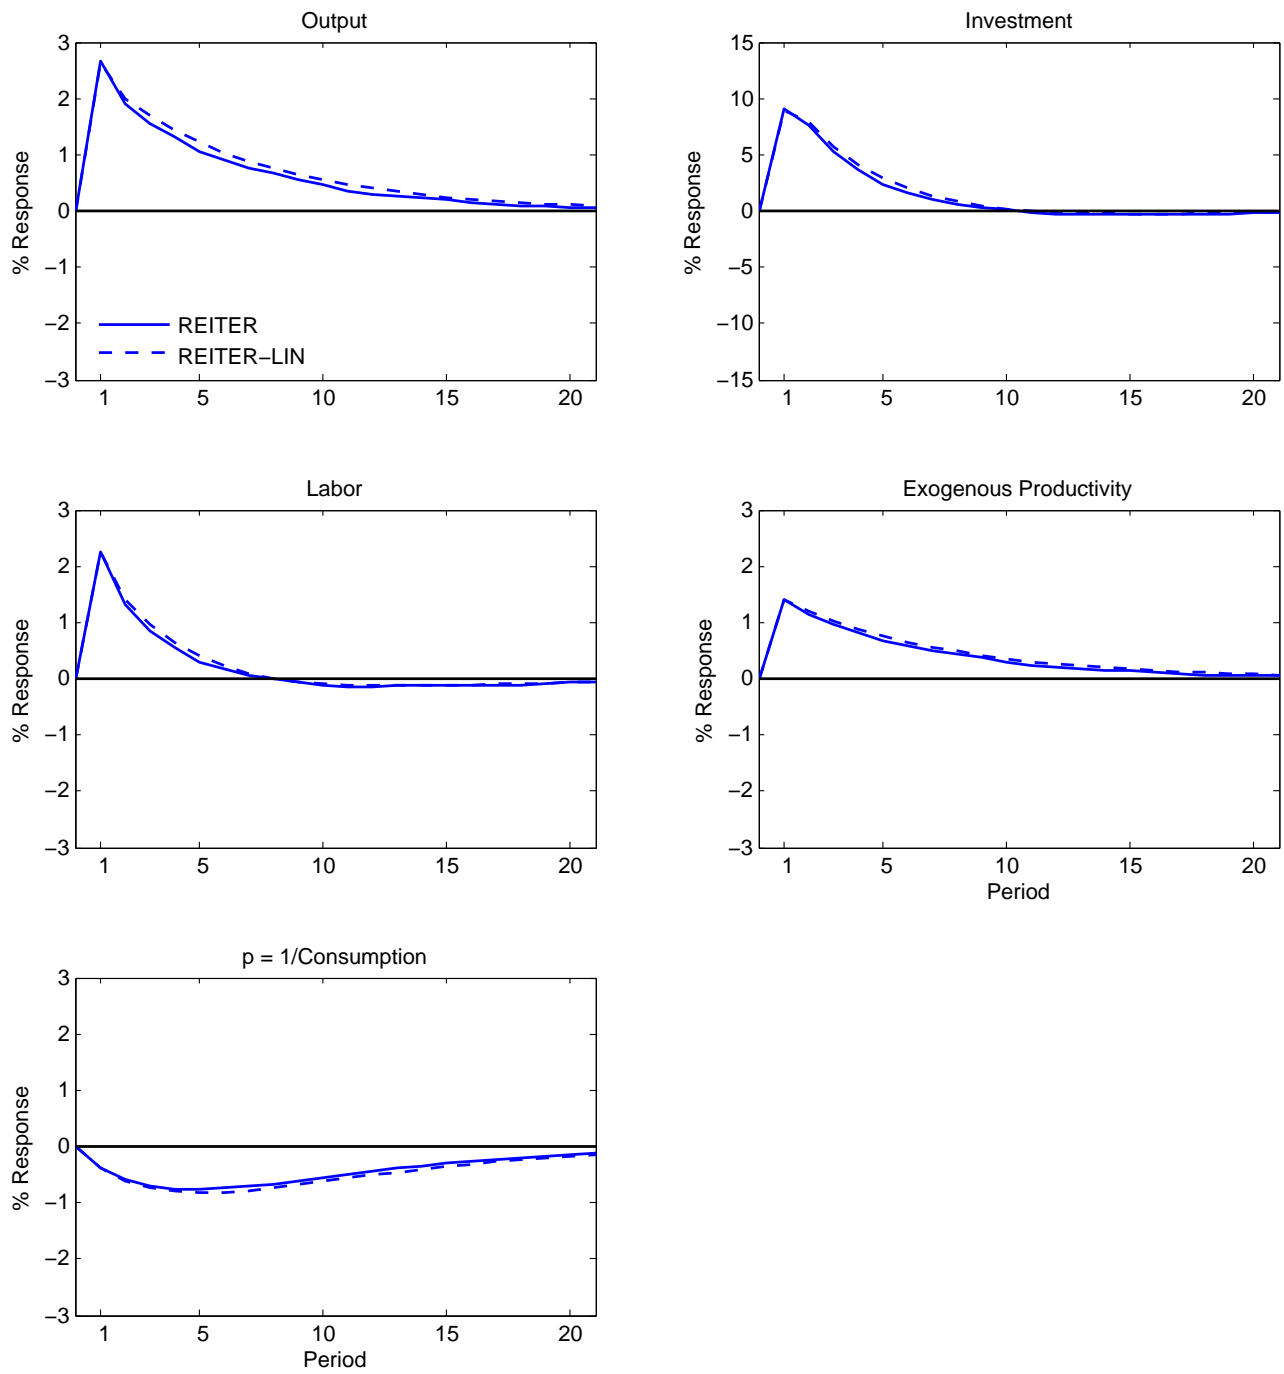 Output
3
2
1
0
−1
−2
−3
% Response
REITER
REITER−LIN
1 5 10 15 20
Investment
15
10
5
0
−5
−10
−15
% Response
1 5 10 15 20
Labor
3
2
1
0
−1
−2
−3
% Response
1 5 10 15 20
Exogenous Productivity
3
2
1
0
−1
−2
−3
% Response
1 5 10 15 20
Period
p = 1/Consumption
3
2
1
0
−1
−2
−3
% Response
1 5 10 15 20
Period